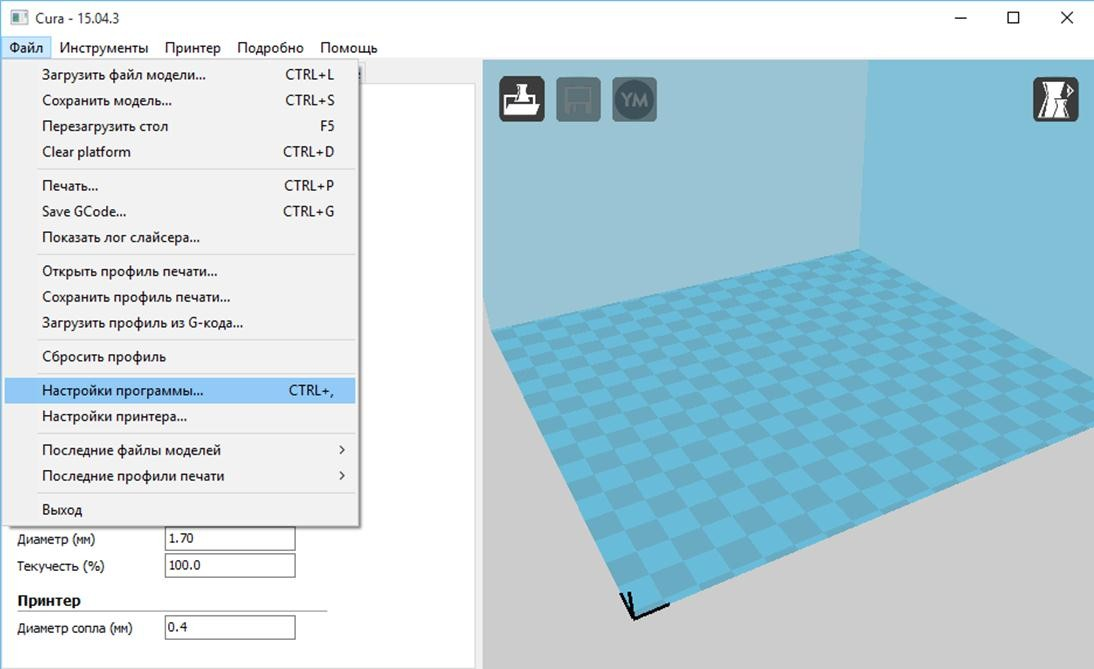 Cura - 15.04.3
Файл Инструменты Принтер Подробно Помощь
Загрузить файл модели... CTRL+L
Сохранить модель... CTRL+S
Перезагрузить стол F5
Clear platform CTRL+D
Печать... CTRL+P
Save GCode... CTRL+G
Показать лог слайсера...
Открыть профиль печати...
Сохранить профиль печати...
Загрузить профиль из G-кода...
Сбросить профиль
Настройки программы... CTRL+,
Настройки принтера...
Последние файлы моделей
Последние профили печати
Выход
Диаметр (мм) 1.70
Текучесть (%) 100.0
Принтер
Диаметр сопла (мм) 0.4
YM